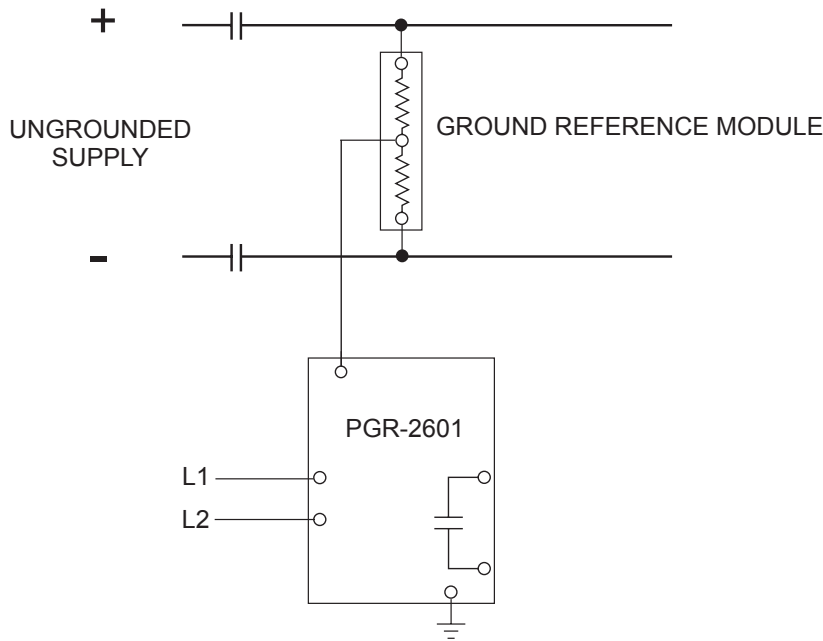 +
UNGROUNDED
SUPPLY
GROUND REFERENCE MODULE
-
PGR-2601
L1
L2